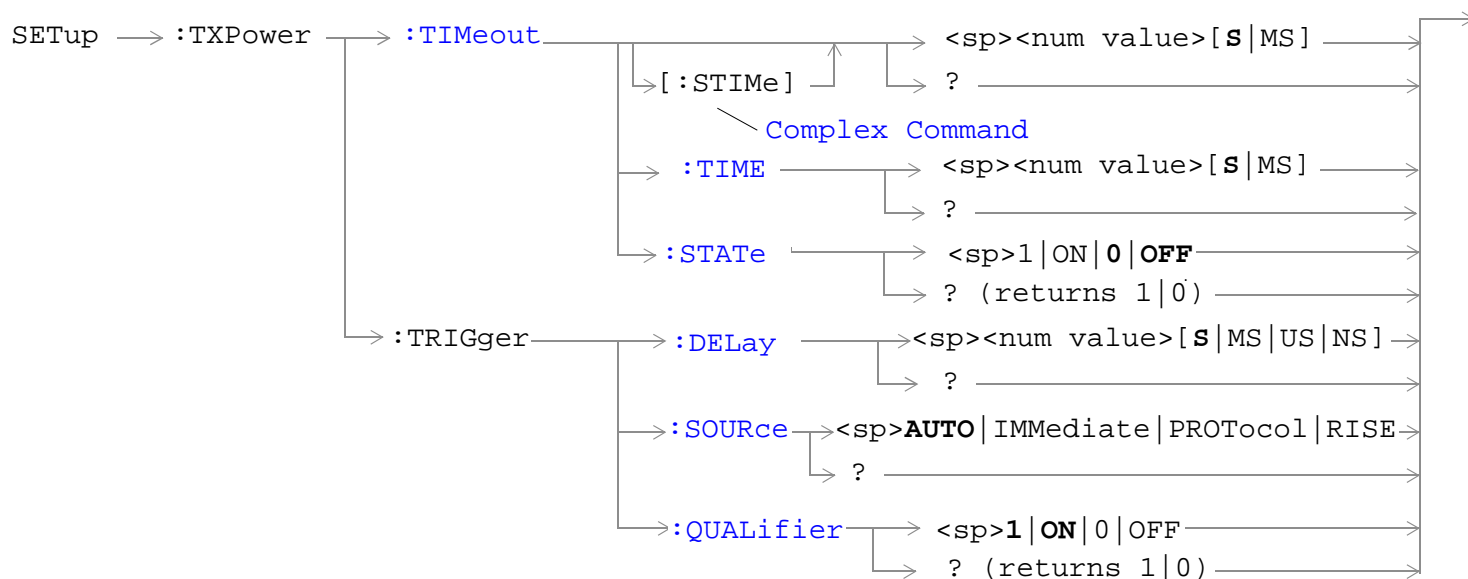 SETup :TXPower :TIMeout <sp><num value>[S|MS]
[:STIMe] ?
Complex Command
:TIME <sp><num value>[S|MS]
?
:STATe <sp>1|ON|0|OFF
? (returns 1|0)
:TRIGger :DELay <sp><num value>[S|MS|US|NS]
?
:SOURce <sp>AUTO|IMMediate|PROTocol|RISE
?
:QUALifier <sp>1|ON|0|OFF
? (returns 1|0)